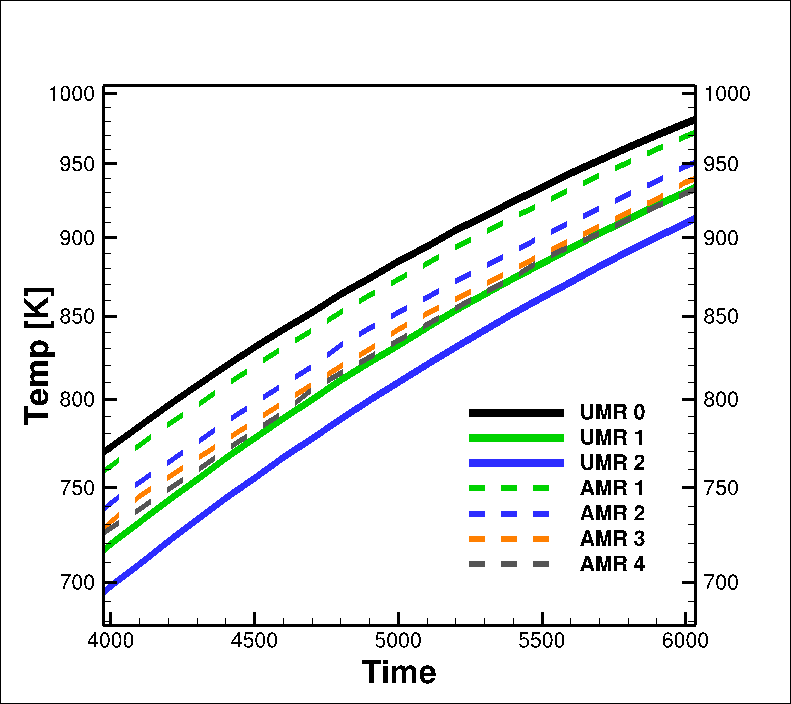 1000 1000
950 950
900 900
850 850
800 800
750 750
700 700
Temp [K]
UMR 0
UMR 1
UMR 2
AMR 1
AMR 2
AMR 3
AMR 4
4000 4500 5000 5500 6000
Time